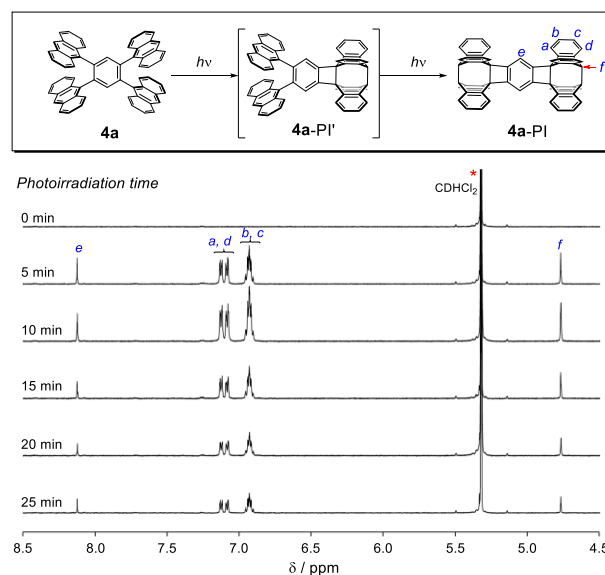 hν
hν
b c
a d
e
f
4a
4a-PI'
4a-PI
Photoirradiation time
*
CDHCl2
0 min
e
a, d
b, c
f
5 min
10 min
15 min
20 min
25 min
8.5 8.0 7.5 7.0 6.5 6.0 5.5 5.0 4.5
δ / ppm